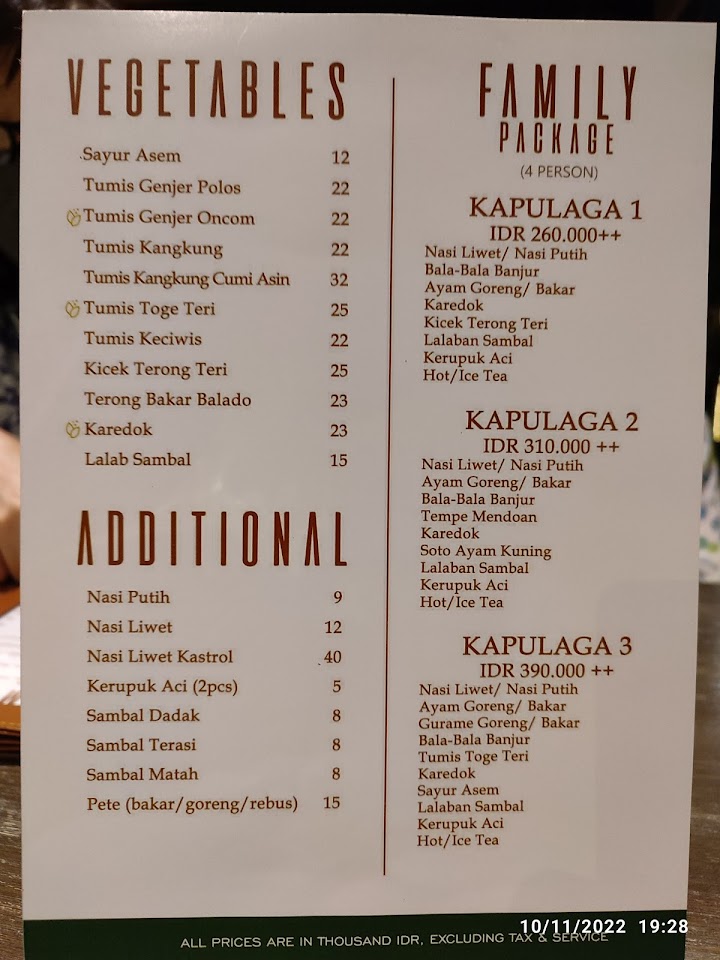 VEGETABLES
Sayur Asem 12
Tumis Genjer Polos 22
Tumis Genjer Oncom 22
Tumis Kangkung 22
Tumis Kangkung Cumi Asin 32
Tumis Toge Teri 25
Tumis Keciwis 22
Kicek Terong Teri 25
Terong Bakar Balado 23
Karedok 23
Lalab Sambal 15
ADDITIONAL
Nasi Putih 9
Nasi Liwet 12
Nasi Liwet Kastrol 40
Kerupuk Aci (2pcs) 5
Sambal Dadak 8
Sambal Terasi 8
Sambal Matah 8
Pete (bakar/goreng/rebus) 15
FAMILY
PACKAGE
(4 PERSON)
KAPULAGA 1
IDR 260.000++
Nasi Liwet/ Nasi Putih
Bala-Bala Banjur
Ayam Goreng/ Bakar
Karedok
Kicek Terong Teri
Lalaban Sambal
Kerupuk Aci
Hot/Ice Tea
KAPULAGA 2
IDR 310.000 ++
Nasi Liwet/ Nasi Putih
Ayam Goreng/ Bakar
Bala-Bala Banjur
Tempe Mendoan
Karedok
Soto Ayam Kuning
Lalaban Sambal
Kerupuk Aci
Hot/Ice Tea
KAPULAGA 3
IDR 390.000 ++
Nasi Liwet/ Nasi Putih
Ayam Goreng/ Bakar
Gurame Goreng/ Bakar
Bala-Bala Banjur
Tumis Toge Teri
Karedok
Sayur Asem
Lalaban Sambal
Kerupuk Aci
Hot/Ice Tea
10/11/2022 19:28
ALL PRICES ARE IN THOUSAND IDR, EXCLUDING TAX & SERVICE